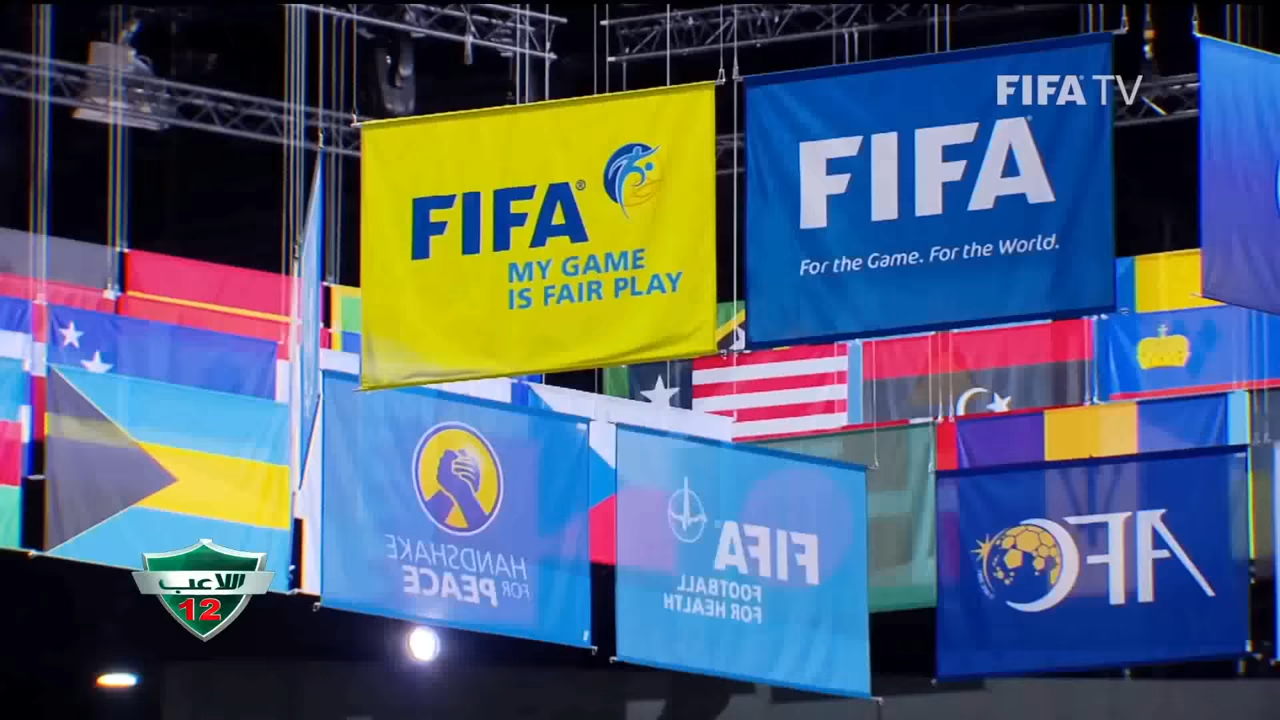 FIFA TV
FIFA®
MY GAME
IS FAIR PLAY
FIFA
For the Game. For the World.
HANDSHAKE
FOR PEACE
FIFA®
FOOTBALL
FOR HEALTH
AFC
اللاعب
12